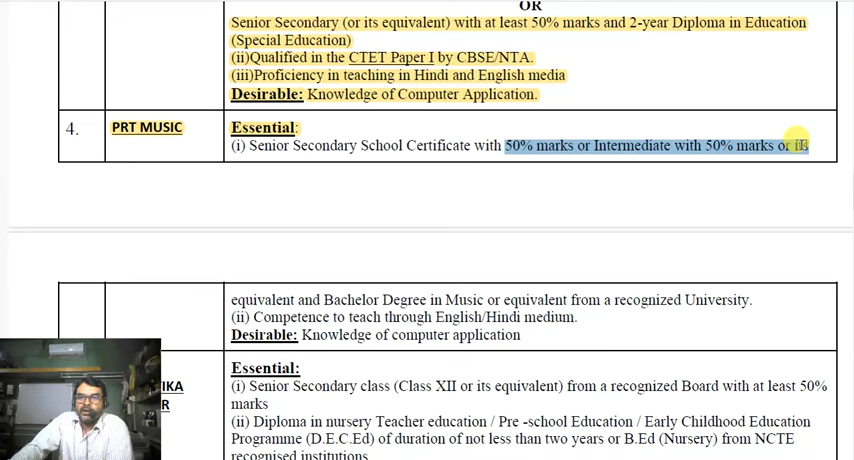 OR
Senior Secondary (or its equivalent) with at least 50% marks and 2-year Diploma in Education
(Special Education)
(ii)Qualified in the CTET Paper I by CBSE/NTA.
(iii)Proficiency in teaching in Hindi and English media
Desirable: Knowledge of Computer Application.
4. PRT MUSIC Essential:
(i) Senior Secondary School Certificate with 50% marks or Intermediate with 50% marks or its
equivalent and Bachelor Degree in Music or equivalent from a recognized University.
(ii) Competence to teach through English/Hindi medium.
Desirable: Knowledge of computer application
Essential:
(i) Senior Secondary class (Class XII or its equivalent) from a recognized Board with at least 50%
marks
(ii) Diploma in nursery Teacher education / Pre -school Education / Early Childhood Education
Programme (D.E.C.Ed) of duration of not less than two years or B.Ed (Nursery) from NCTE
recognised institutions